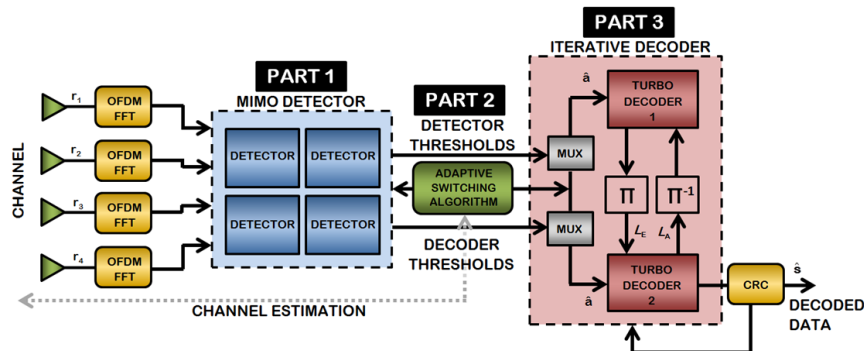 PART 3
ITERATIVE DECODER
PART 1
MIMO DETECTOR
PART 2
DETECTOR
THRESHOLDS
CHANNEL
r1
OFDM
FFT
r2
OFDM
FFT
r3
OFDM
FFT
r4
OFDM
FFT
DETECTOR
DETECTOR
DETECTOR
DETECTOR
ADAPTIVE
SWITCHING
ALGORITHM
DECODER
THRESHOLDS
CHANNEL ESTIMATION
MUX
MUX
â
TURBO
DECODER
1
Π
Π-1
LE
LA
â
TURBO
DECODER
2
CRC
ŝ
DECODED
DATA